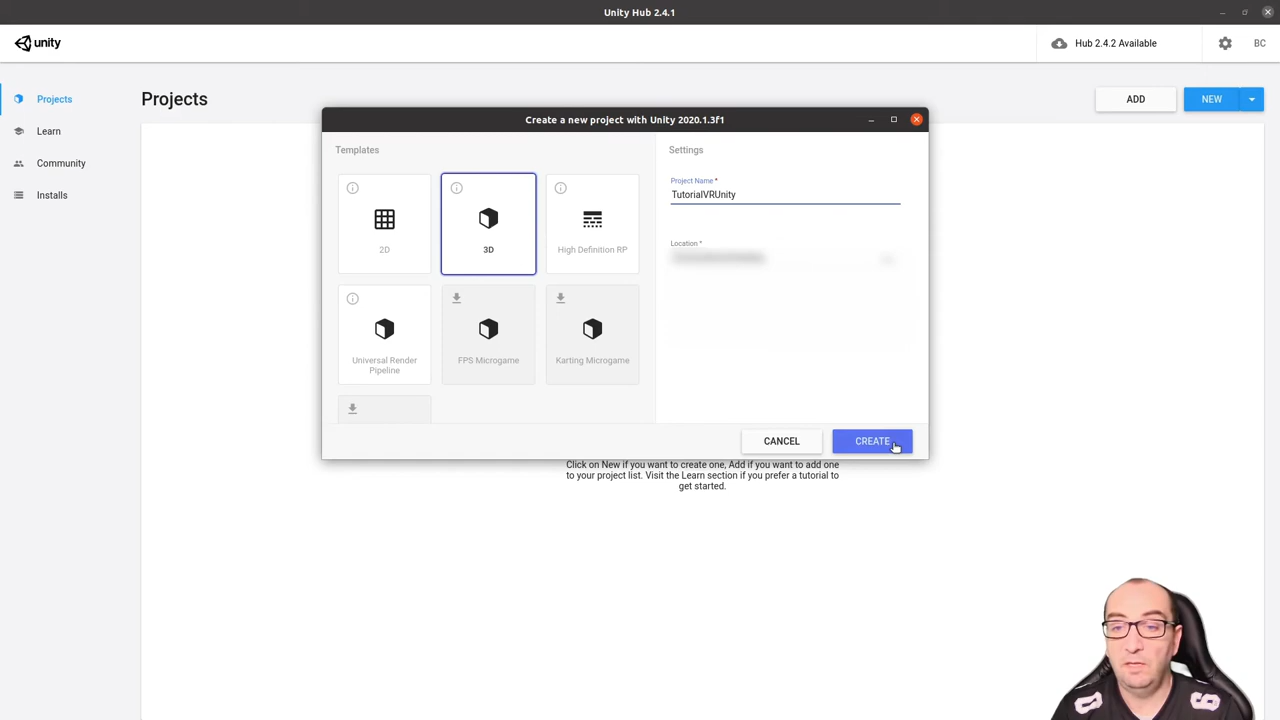 Unity Hub 2.4.1
unity
Hub 2.4.2 Available
BC
Projects
Learn
Community
Installs
Projects
ADD
NEW
Create a new project with Unity 2020.1.3f1
Templates
2D
3D
High Definition RP
Universal Render
Pipeline
FPS Microgame
Karting Microgame
Settings
Project Name *
TutorialVRUnity
Location *
CANCEL
CREATE
Click on New if you want to create one, Add if you want to add one
to your project list. Visit the Learn section if you prefer a tutorial to
get started.